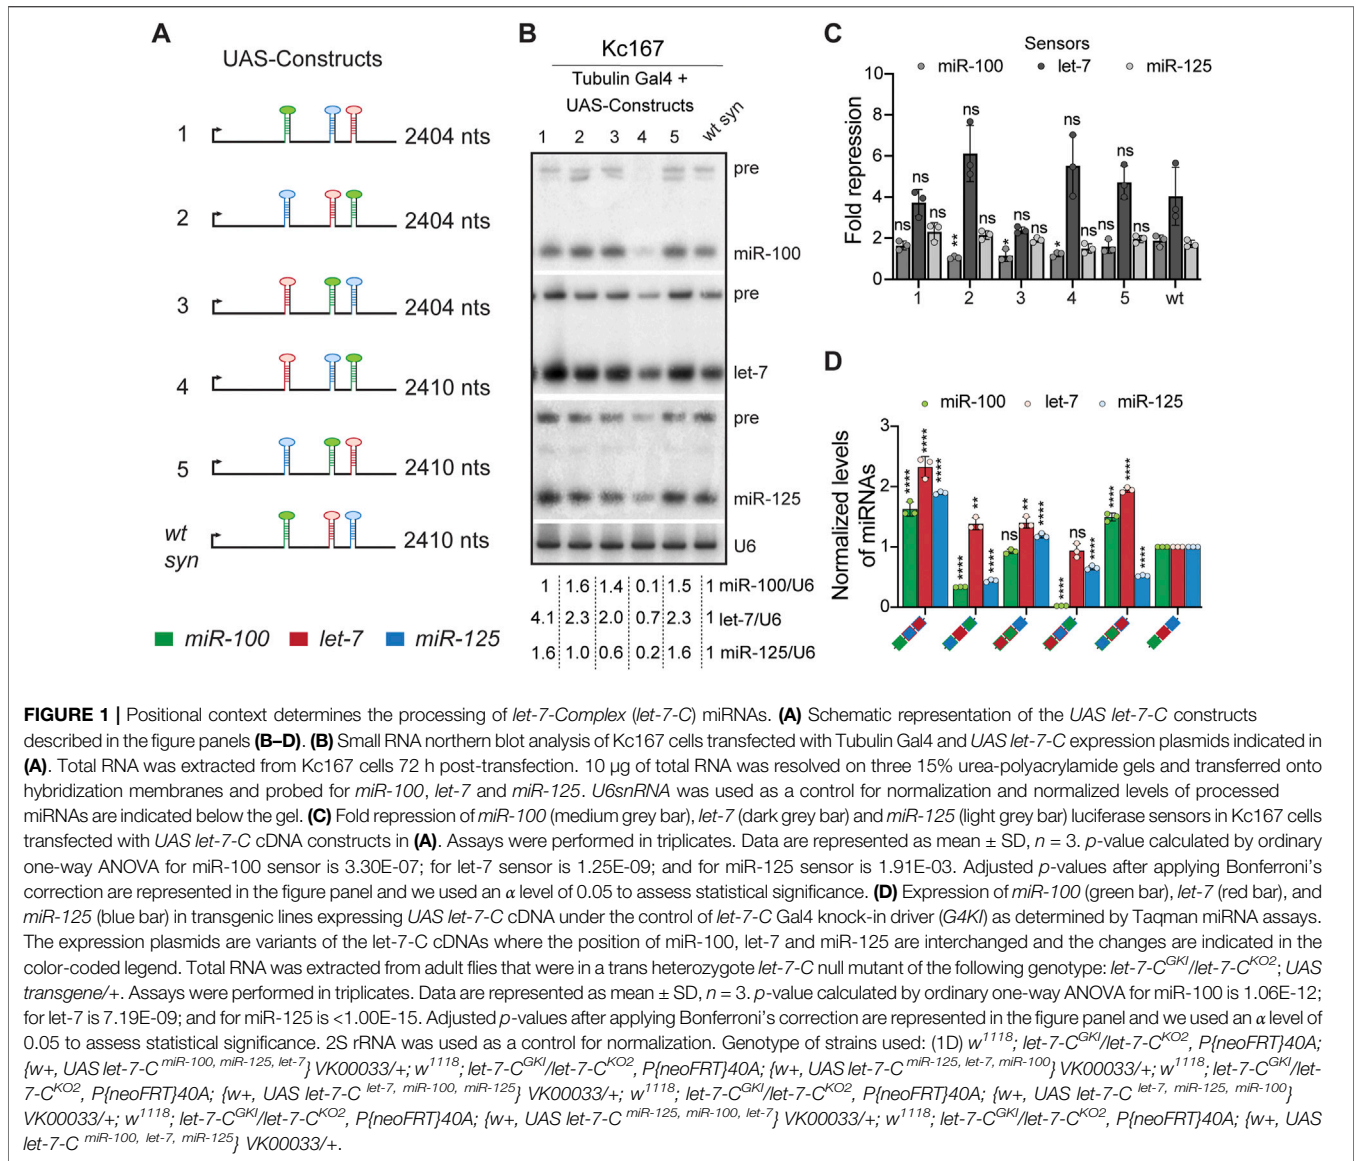 A
UAS-Constructs
1
2404 nts
2
2404 nts
3
2404 nts
4
2410 nts
5
2410 nts
wt
syn
2410 nts
miR-100 let-7 miR-125
B
Kc167
Tubulin Gal4 +
UAS-Constructs
1 2 3 4 5 wt syn
pre
miR-100
pre
let-7
pre
miR-125
U6
1 1.6 1.4 0.1 1.5 1 miR-100/U6
4.1 2.3 2.0 0.7 2.3 1 let-7/U6
1.6 1.0 0.6 0.2 1.6 1 miR-125/U6
C
Sensors
miR-100 let-7 miR-125
Fold repression
10
8
6
4
2
0
ns ns ns
** ns ns
* ns ns
* ns ns
ns ns ns
1 2 3 4 5 wt
D
miR-100 let-7 miR-125
Normalized levels
of miRNAs
3
2
1
0
**** **** ****
**** ** ****
ns ** ****
**** ns ****
**** **** ****
FIGURE 1 | Positional context determines the processing of let-7-Complex (let-7-C) miRNAs. (A) Schematic representation of the UAS let-7-C constructs
described in the figure panels (B–D). (B) Small RNA northern blot analysis of Kc167 cells transfected with Tubulin Gal4 and UAS let-7-C expression plasmids indicated in
(A). Total RNA was extracted from Kc167 cells 72 h post-transfection. 10 µg of total RNA was resolved on three 15% urea-polyacrylamide gels and transferred onto
hybridization membranes and probed for miR-100, let-7 and miR-125. U6snRNA was used as a control for normalization and normalized levels of processed
miRNAs are indicated below the gel. (C) Fold repression of miR-100 (medium grey bar), let-7 (dark grey bar) and miR-125 (light grey bar) luciferase sensors in Kc167 cells
transfected with UAS let-7-C cDNA constructs in (A). Assays were performed in triplicates. Data are represented as mean ± SD, n = 3. p-value calculated by ordinary
one-way ANOVA for miR-100 sensor is 3.30E-07; for let-7 sensor is 1.25E-09; and for miR-125 sensor is 1.91E-03. Adjusted p-values after applying Bonferroni's
correction are represented in the figure panel and we used an α level of 0.05 to assess statistical significance. (D) Expression of miR-100 (green bar), let-7 (red bar), and
miR-125 (blue bar) in transgenic lines expressing UAS let-7-C cDNA under the control of let-7-C Gal4 knock-in driver (G4KI) as determined by Taqman miRNA assays.
The expression plasmids are variants of the let-7-C cDNAs where the position of miR-100, let-7 and miR-125 are interchanged and the changes are indicated in the
color-coded legend. Total RNA was extracted from adult flies that were in a trans heterozygote let-7-C null mutant of the following genotype: let-7-C^GKI/let-7-C^KO2; UAS
transgene/+. Assays were performed in triplicates. Data are represented as mean ± SD, n = 3. p-value calculated by ordinary one-way ANOVA for miR-100 is 1.06E-12;
for let-7 is 7.19E-09; and for miR-125 is <1.00E-15. Adjusted p-values after applying Bonferroni's correction are represented in the figure panel and we used an α level of
0.05 to assess statistical significance. 2S rRNA was used as a control for normalization. Genotype of strains used: (1D) w^1118; let-7-C^GKI/let-7-C^KO2, P{neoFRT}40A;
{w+, UAS let-7-C^miR-100, miR-125, let-7} VK00033/+; w^1118; let-7-C^GKI/let-7-C^KO2, P{neoFRT}40A; {w+, UAS let-7-C^miR-125, let-7, miR-100} VK00033/+; w^1118; let-7-C^GKI/let-
7-C^KO2, P{neoFRT}40A; {w+, UAS let-7-C^let-7, miR-100, miR-125} VK00033/+; w^1118; let-7-C^GKI/let-7-C^KO2, P{neoFRT}40A; {w+, UAS let-7-C^let-7, miR-125, miR-100}
VK00033/+; w^1118; let-7-C^GKI/let-7-C^KO2, P{neoFRT}40A; {w+, UAS let-7-C^miR-125, miR-100, let-7} VK00033/+; w^1118; let-7-C^GKI/let-7-C^KO2, P{neoFRT}40A; {w+, UAS
let-7-C^miR-100, let-7, miR-125} VK00033/+.